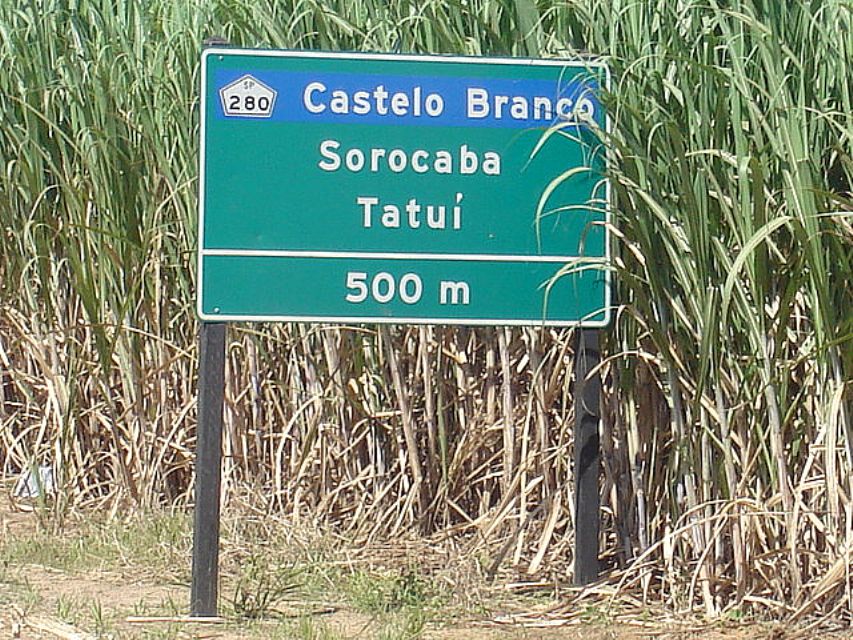 SP
280 Castelo Branco
Sorocaba
Tatuí
500 m